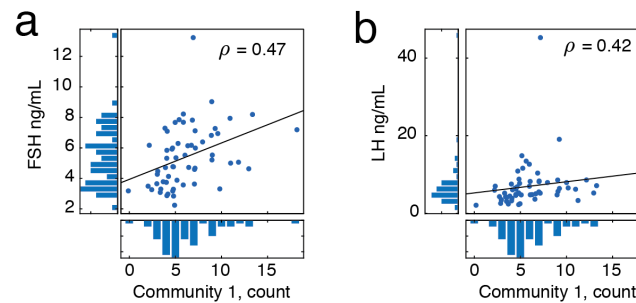 a
FSH ng/mL
12
10
8
6
4
2
ρ = 0.47
0
5
10
15
Community 1, count
b
LH ng/mL
40
20
0
ρ = 0.42
0
5
10
15
Community 1, count